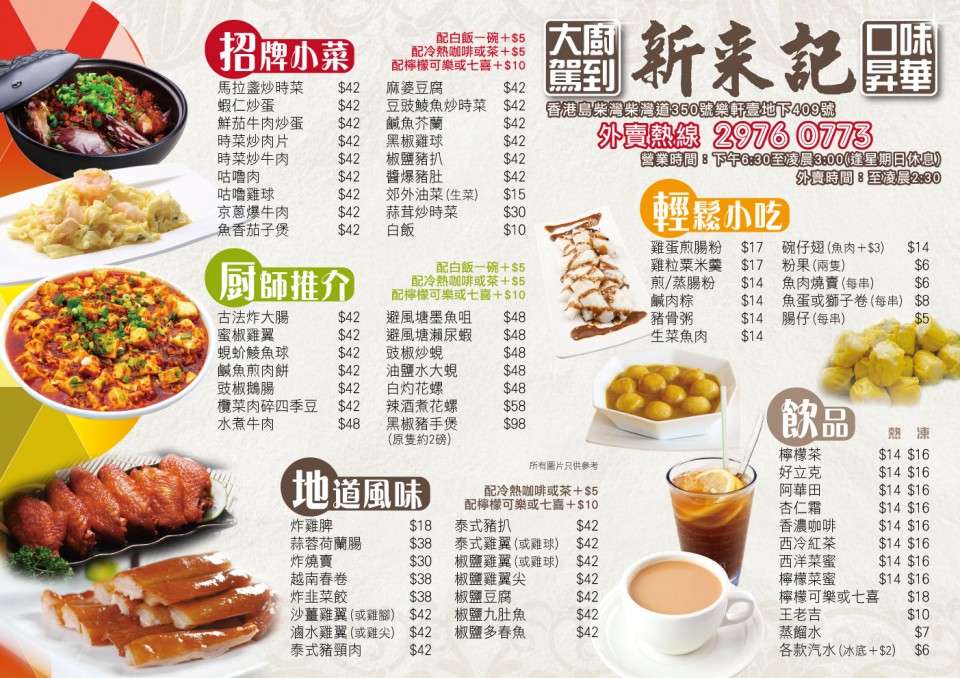 大廚駕到
新来記
口味昇華
香港島柴灣柴灣道350號樂軒壹地下409號
外賣熱線 2976 0773
營業時間：下午6:30至凌晨3:00(逢星期日休息)
外賣時間：至凌晨2:30
招牌小菜
配白飯一碗＋$5
配冷熱咖啡或茶＋$5
配檸檬可樂或七喜＋$10
馬拉盞炒時菜 $42
蝦仁炒蛋 $42
鮮茄牛肉炒蛋 $42
時菜炒肉片 $42
時菜炒牛肉 $42
咕嚕肉 $42
咕嚕雞球 $42
京蔥爆牛肉 $42
魚香茄子煲 $42
麻婆豆腐 $42
豆豉鯪魚炒時菜 $42
鹹魚芥蘭 $42
黑椒雞球 $42
椒鹽豬扒 $42
醬爆豬肚 $42
郊外油菜(生菜) $15
蒜茸炒時菜 $30
白飯 $10
厨師推介
配白飯一碗＋$5
配冷熱咖啡或茶＋$5
配檸檬可樂或七喜＋$10
古法炸大腸 $42
蜜椒雞翼 $42
蜆蚧鯪魚球 $42
鹹魚煎肉餅 $42
豉椒鵝腸 $42
欖菜肉碎四季豆 $42
水煮牛肉 $48
避風塘墨魚咀 $48
避風塘瀨尿蝦 $48
豉椒炒蜆 $48
油鹽水大蜆 $48
白灼花螺 $48
辣酒煮花螺 $58
黑椒豬手煲 $98
(原隻約2磅)
地道風味
配冷熱咖啡或茶＋$5
配檸檬可樂或七喜＋$10
炸雞脾 $18
蒜蓉荷蘭腸 $38
炸燒賣 $30
越南春卷 $38
炸韭菜餃 $38
沙薑雞翼(或雞腳) $42
滷水雞翼(或雞尖) $42
泰式豬頸肉 $42
泰式豬扒 $42
泰式雞翼(或雞球) $42
椒鹽雞翼(或雞球) $42
椒鹽雞翼尖 $42
椒鹽豆腐 $42
椒鹽九肚魚 $42
椒鹽多春魚 $42
所有圖片只供參考
輕鬆小吃
雞蛋煎腸粉 $17
雞粒粟米羹 $17
煎/蒸腸粉 $14
鹹肉粽 $14
豬骨粥 $14
生菜魚肉 $14
碗仔翅(魚肉＋$3) $14
粉果(兩隻) $6
魚肉燒賣(每串) $6
魚蛋或獅子卷(每串) $8
腸仔(每串) $5
飲品
熱 凍
檸檬茶 $14 $16
好立克 $14 $16
阿華田 $14 $16
杏仁霜 $14 $16
香濃咖啡 $14 $16
西冷紅茶 $14 $16
西洋菜蜜 $14 $16
檸檬菜蜜 $14 $16
檸檬可樂或七喜 $18
王老吉 $10
蒸餾水 $7
各款汽水(冰底＋$2) $6